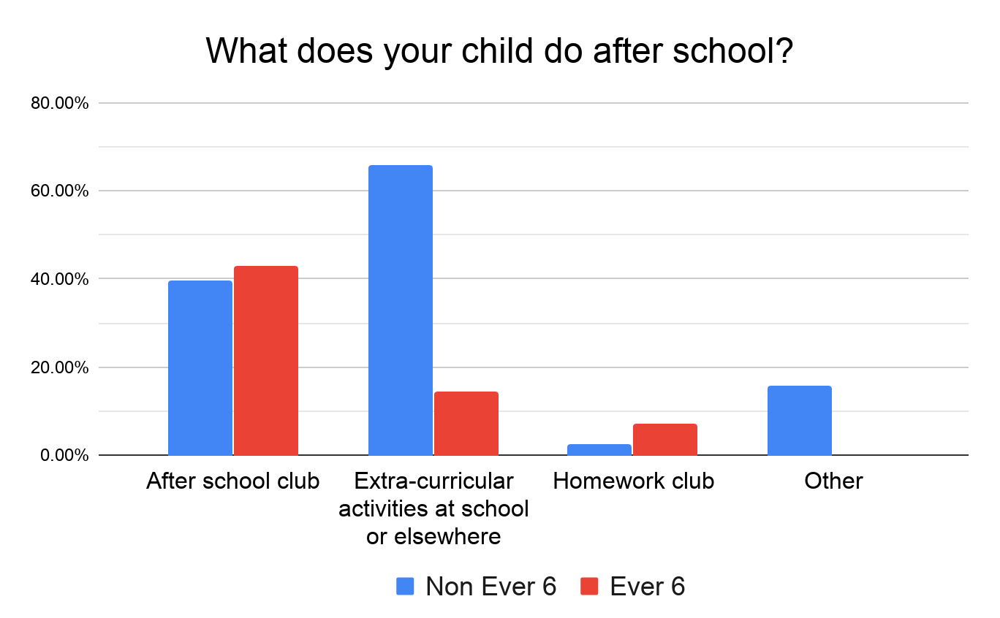 What does your child do after school?
80.00%
60.00%
40.00%
20.00%
0.00%
After school club
Extra-curricular
activities at school
or elsewhere
Homework club
Other
Non Ever 6
Ever 6